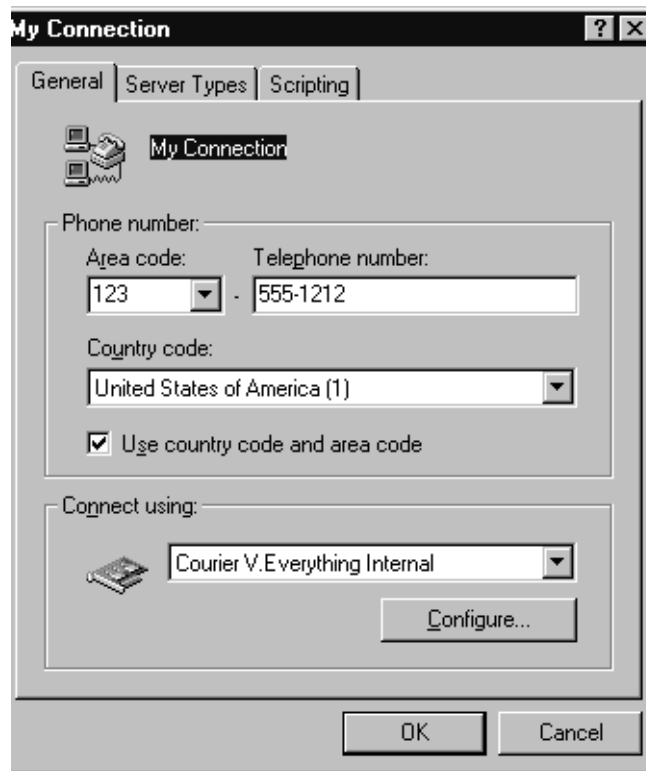 My Connection
General Server Types Scripting
My Connection
Phone number:
Area code: Telephone number:
123 - 555-1212
Country code:
United States of America (1)
Use country code and area code
Connect using:
Courier V.Everything Internal
Configure...
OK Cancel